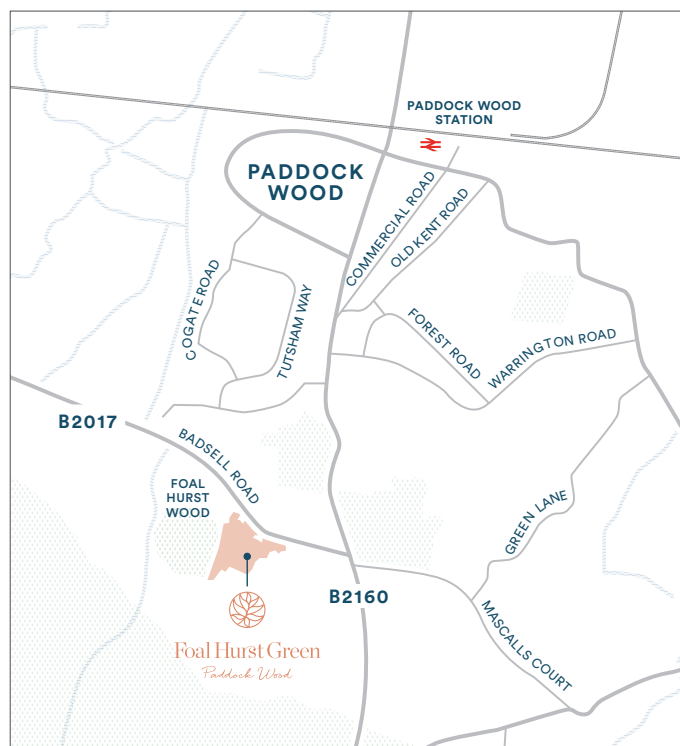 PADDOCK WOOD
STATION
PADDOCK
WOOD
COMMERCIAL ROAD
OLD KENT ROAD
COGATE ROAD
TUTSHAM WAY
FOREST ROAD
WARRINGTON ROAD
B2017
BADSELL ROAD
FOAL
HURST
WOOD
GREEN LANE
B2160
MASCALLS COURT
Foal Hurst Green
Paddock Wood